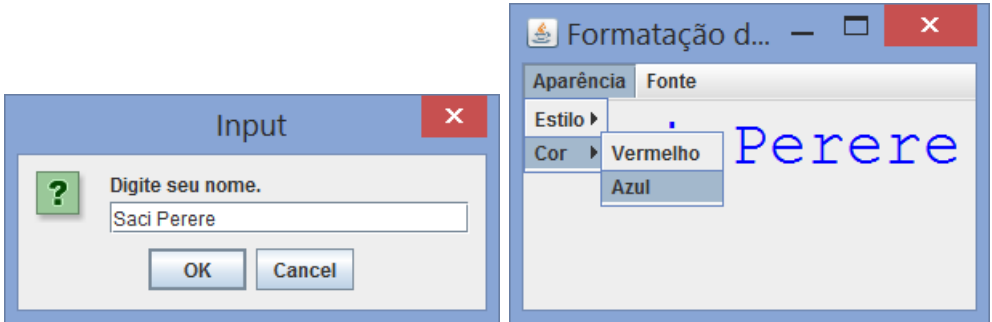 Input
Digite seu nome.
Saci Perere
OK Cancel
Formatação d...
Aparência Fonte
Estilo
Cor
Vermelho
Azul
Perere